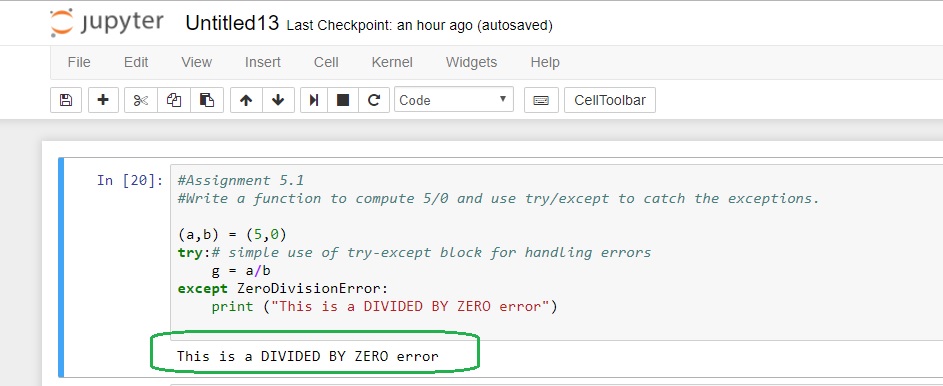 jupyter Untitled13 Last Checkpoint: an hour ago (autosaved)
File Edit View Insert Cell Kernel Widgets Help
Code CellToolbar
In [20]: #Assignment 5.1
#Write a function to compute 5/0 and use try/except to catch the exceptions.
(a,b) = (5,0)
try:# simple use of try-except block for handling errors
    g = a/b
except ZeroDivisionError:
    print ("This is a DIVIDED BY ZERO error")
This is a DIVIDED BY ZERO error